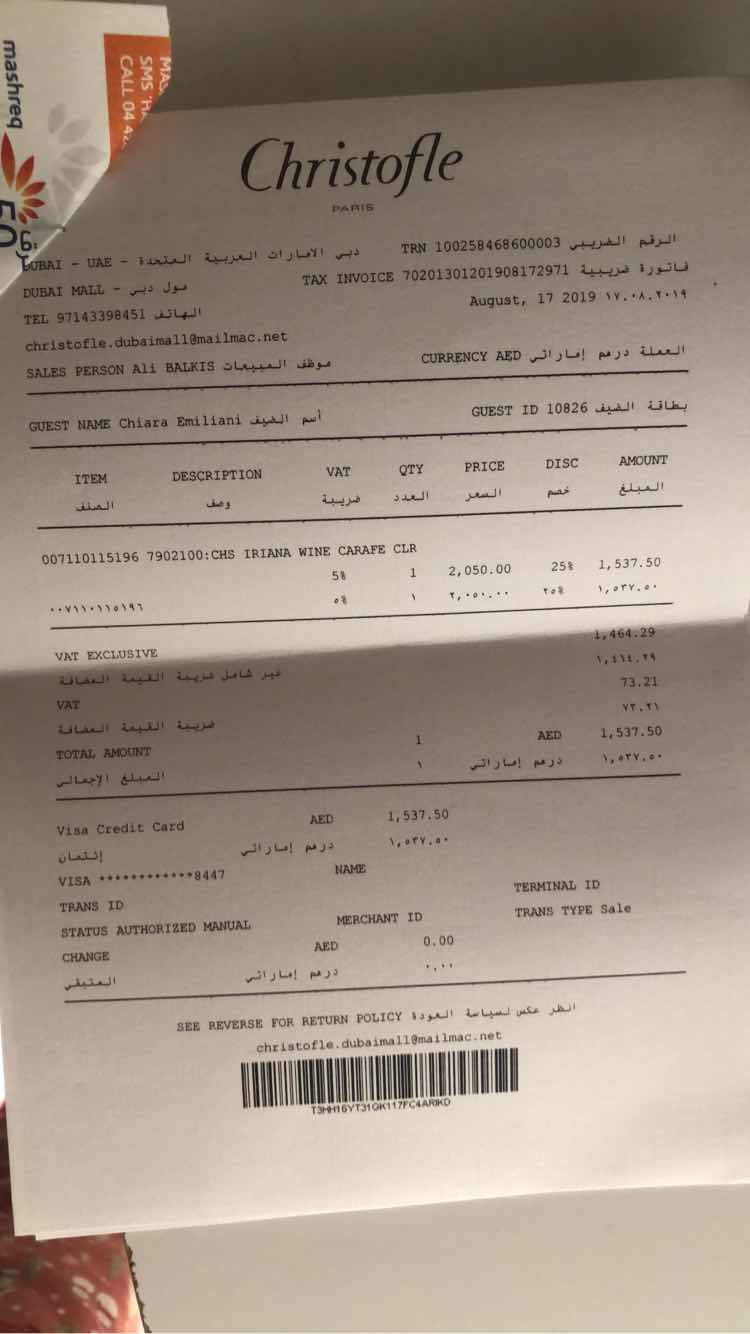 mashreq
MAS
SMS 'HA
CALL 04 42
50
Christofle
PARIS
DUBAI - UAE - دبي الامارات العربية المتحدة
TRN 100258468600003 الرقم الضريبي
DUBAI MALL - مول دبي
TAX INVOICE 70201301201908172971 فاتورة ضريبية
TEL 97143398451 الهاتف
August, 17 2019 ١٧.٠٨.٢٠١٩
christofle.dubaimall@mailmac.net
SALES PERSON Ali BALKIS موظف المبيعات
CURRENCY AED العملة درهم إماراتي
GUEST NAME Chiara Emiliani أسم الضيف
GUEST ID 10826 بطاقة الضيف
ITEM DESCRIPTION VAT QTY PRICE DISC AMOUNT
الصنف وصف ضريبة العدد السعر خصم المبلغ
007110115196 7902100:CHS IRIANA WINE CARAFE CLR
5% 1 2,050.00 25% 1,537.50
٠٠٧١١٠١١٥١٩٦ ٥% ١ ٢,٠٥٠.٠٠ ٢٥% ١,٥٣٧.٥٠
VAT EXCLUSIVE 1,464.29
غير شامل ضريبة القيمة المضافة ١,٤٦٤.٢٩
VAT 73.21
ضريبة القيمة المضافة ٧٣.٢١
TOTAL AMOUNT 1 AED 1,537.50
المبلغ الإجمالي ١ درهم إماراتي ١,٥٣٧.٥٠
Visa Credit Card AED 1,537.50
إئتمان درهم إماراتي ١,٥٣٧.٥٠
VISA ************8447 NAME
TRANS ID TERMINAL ID
STATUS AUTHORIZED MANUAL MERCHANT ID TRANS TYPE Sale
CHANGE AED 0.00
المتبقي درهم إماراتي ٠.٠٠
SEE REVERSE FOR RETURN POLICY انظر عكس لسياسة العودة
christofle.dubaimall@mailmac.net
T3HH16YT31GK117FC4ARIKD